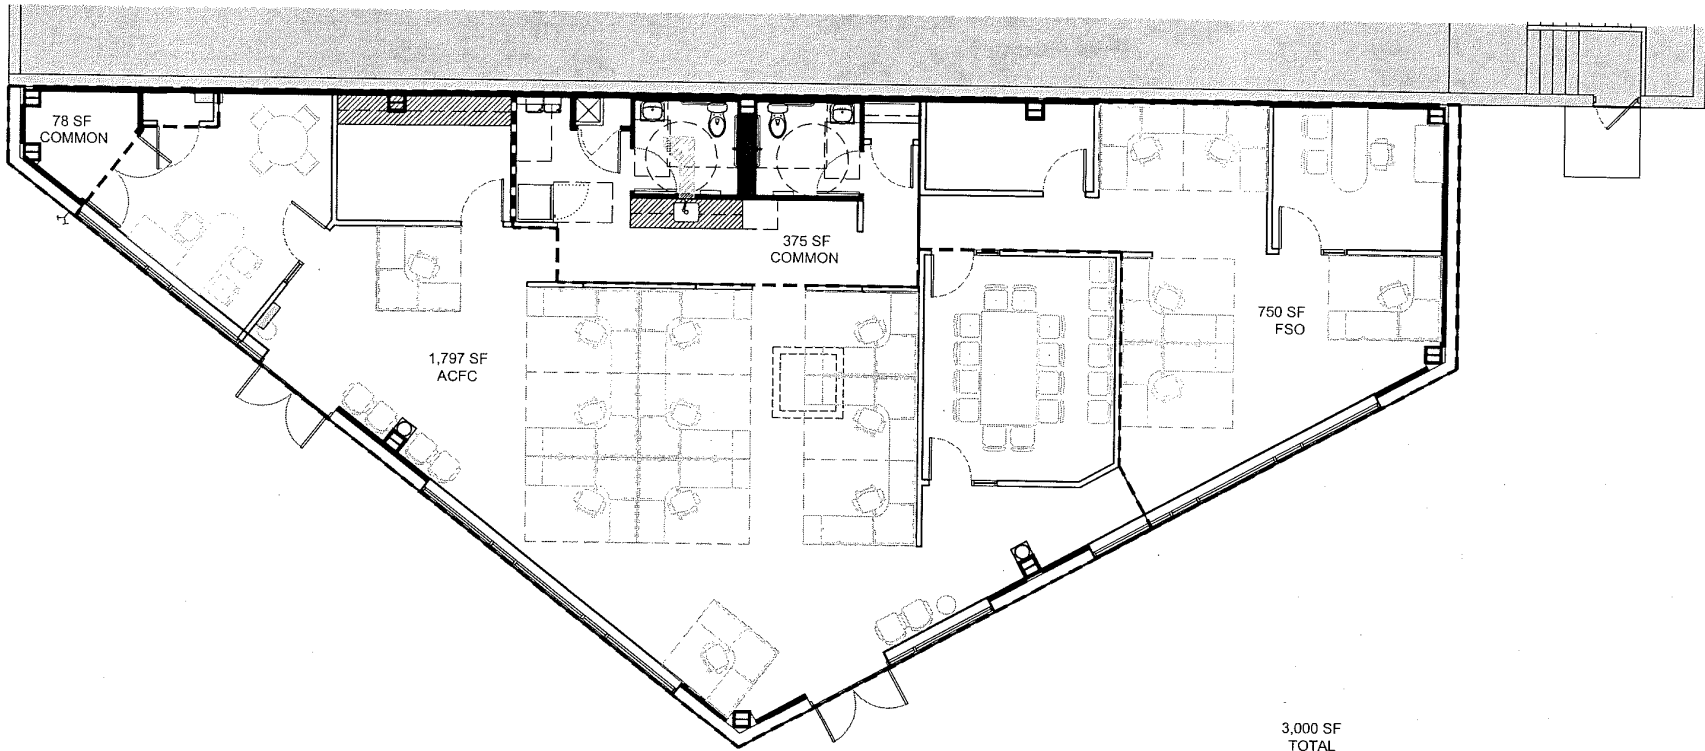 78 SF
COMMON
375 SF
COMMON
750 SF
FSO
1,797 SF
ACFC
3,000 SF
TOTAL